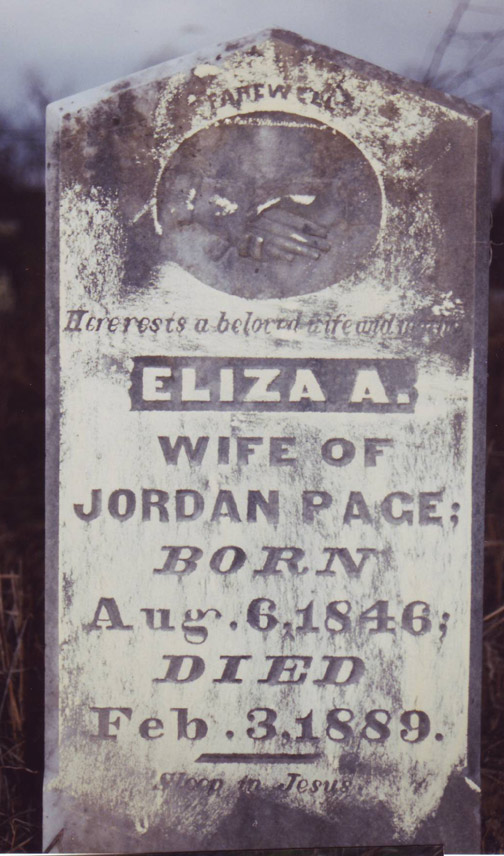 FAREWELL
Here rests a beloved wife and mother
ELIZA A.
WIFE OF
JORDAN PAGE;
BORN
Aug. 6, 1846;
DIED
Feb. 3, 1889.
Sleep in Jesus.